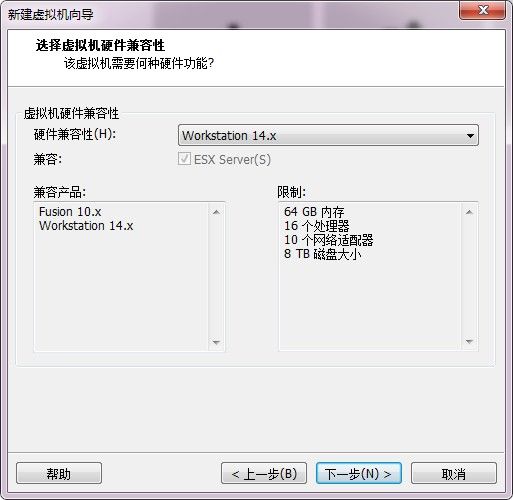 新建虚拟机向导
选择虚拟机硬件兼容性
该虚拟机需要何种硬件功能?
虚拟机硬件兼容性
硬件兼容性(H):
Workstation 14.x
兼容:
ESX Server(S)
兼容产品:
限制:
Fusion 10.x
Workstation 14.x
64 GB 内存
16 个处理器
10 个网络适配器
8 TB 磁盘大小
帮助
< 上一步(B)
下一步(N) >
取消